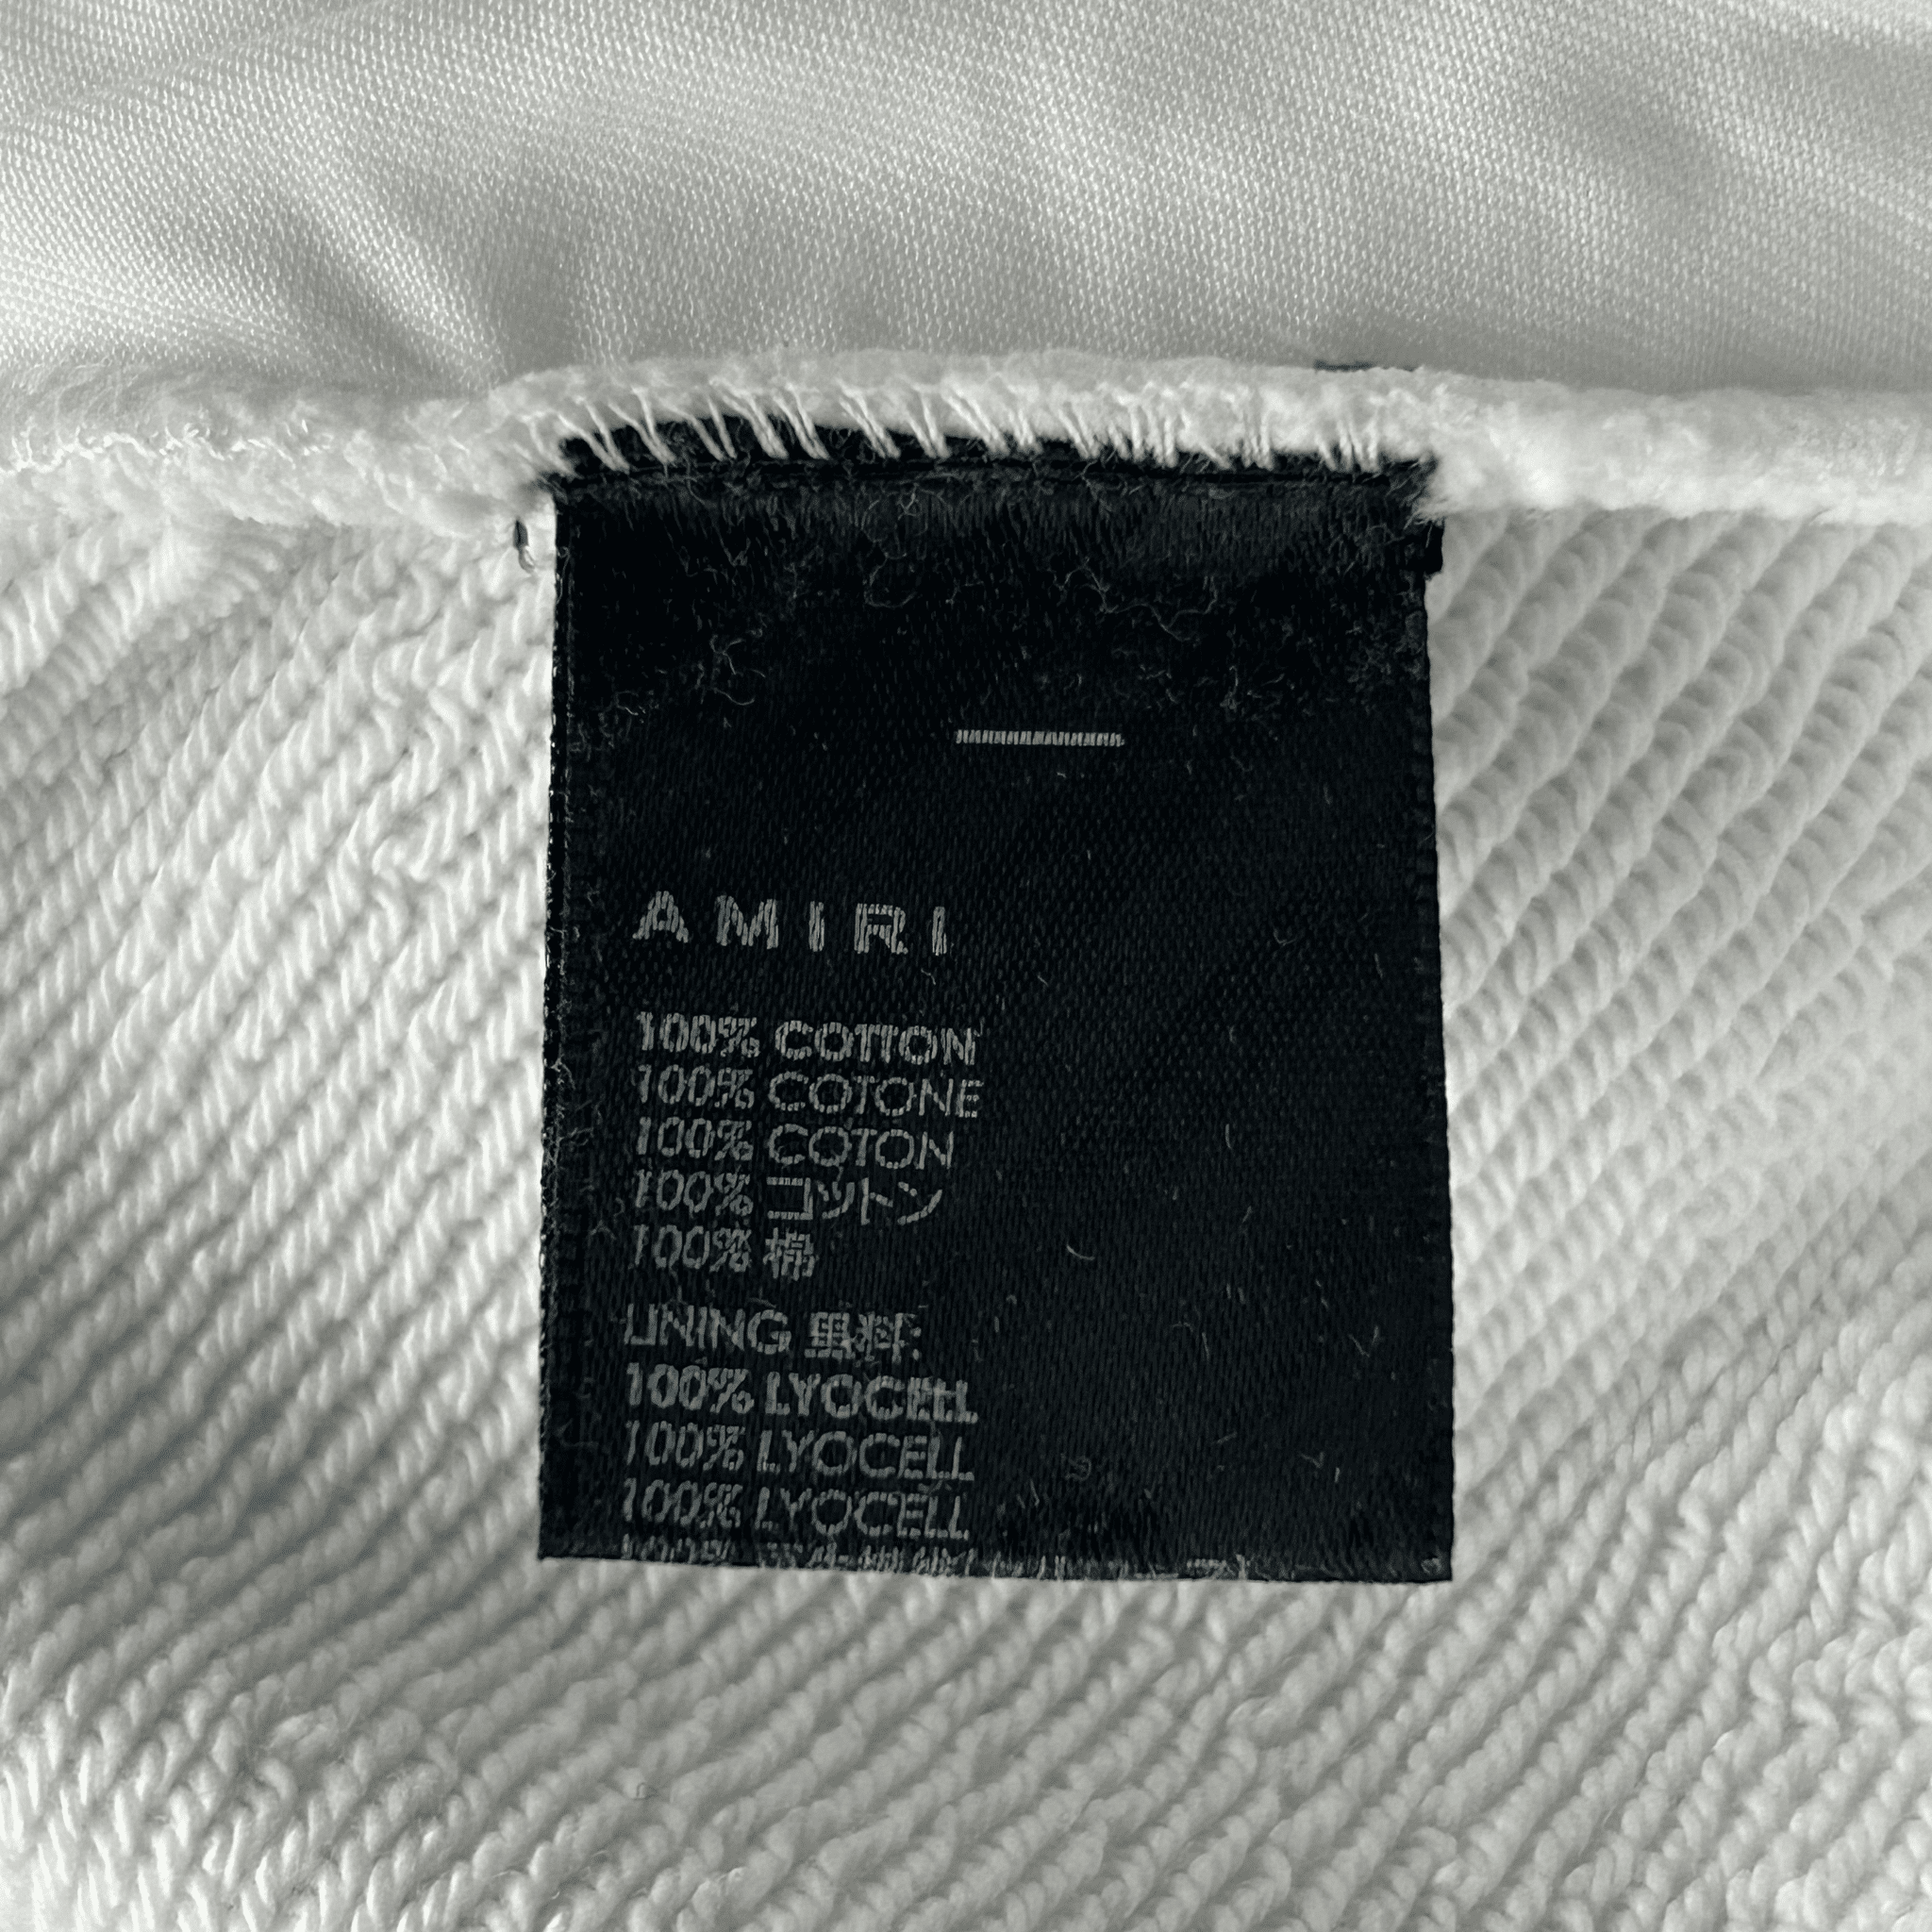 AMIRI
100% COTTON
100% COTONE
100% COTON
100% コットン
100% 棉
LINING 里料:
100% LYOCELL
100% LYOCELL
100% LYOCELL